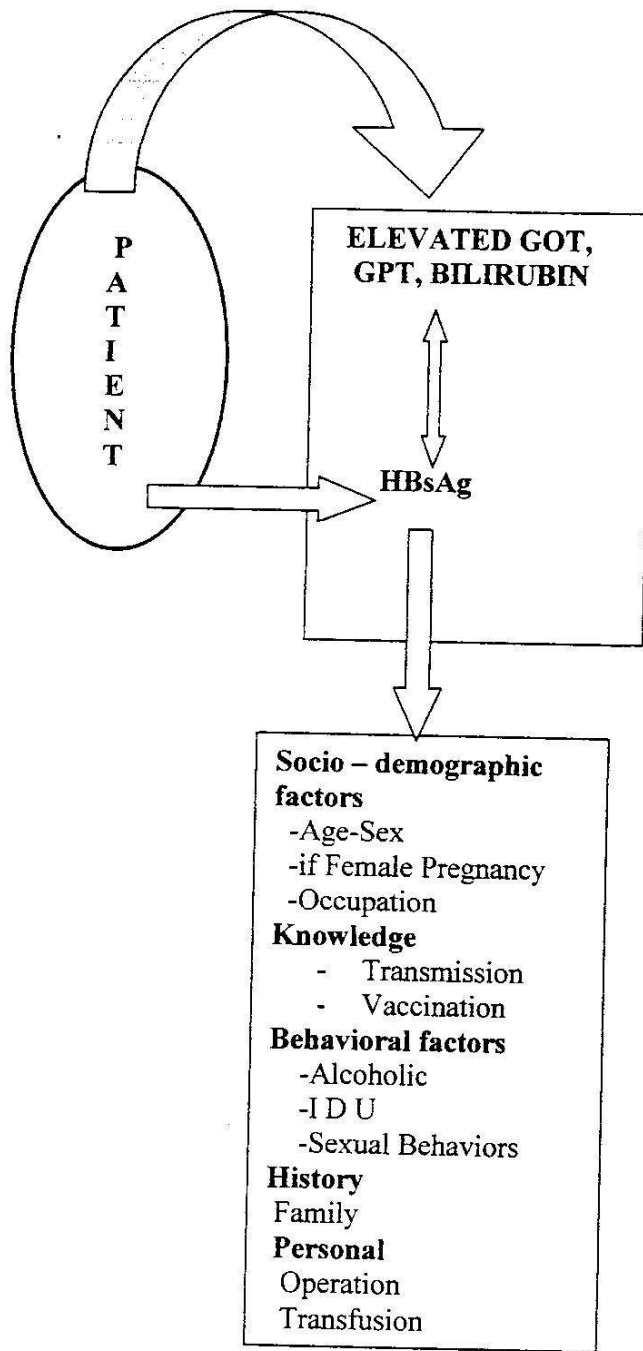 PATIENT
ELEVATED GOT,
GPT, BILIRUBIN
HBsAg
Socio – demographic
factors
-Age-Sex
-if Female Pregnancy
-Occupation
Knowledge
- Transmission
- Vaccination
Behavioral factors
-Alcoholic
-I D U
-Sexual Behaviors
History
Family
Personal
Operation
Transfusion